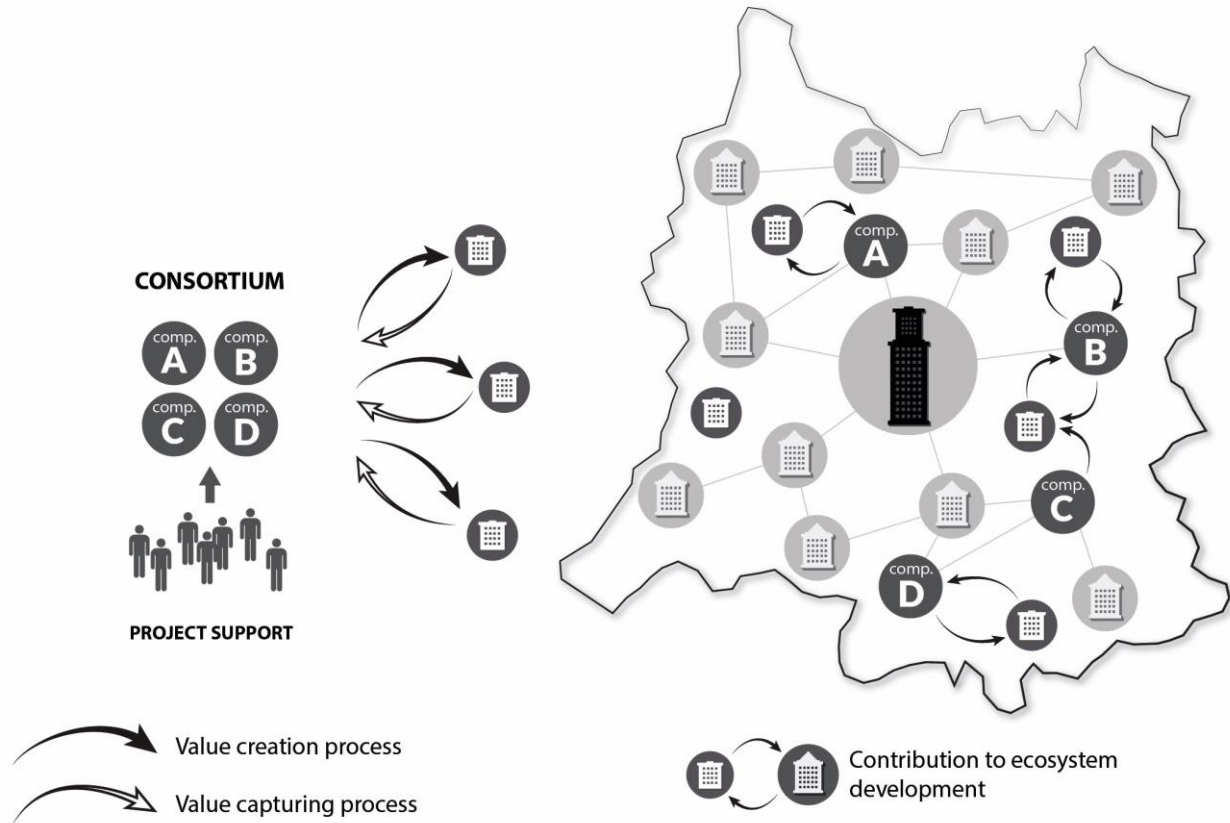 CONSORTIUM
comp.
A
comp.
B
comp.
C
comp.
D
PROJECT SUPPORT
comp.
A
comp.
B
comp.
C
comp.
D
Value creation process
Value capturing process
Contribution to ecosystem
development